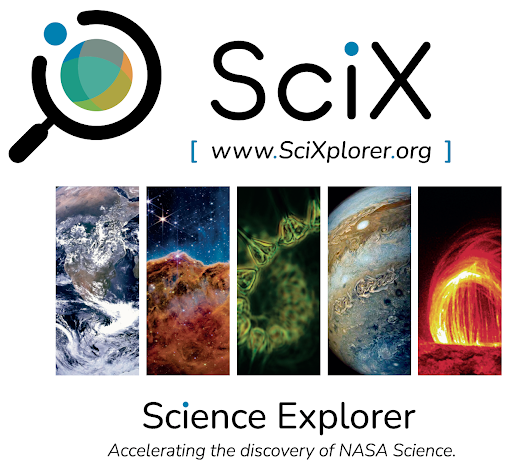 SciX
[ www.SciXplorer.org ]
Science Explorer
Accelerating the discovery of NASA Science.